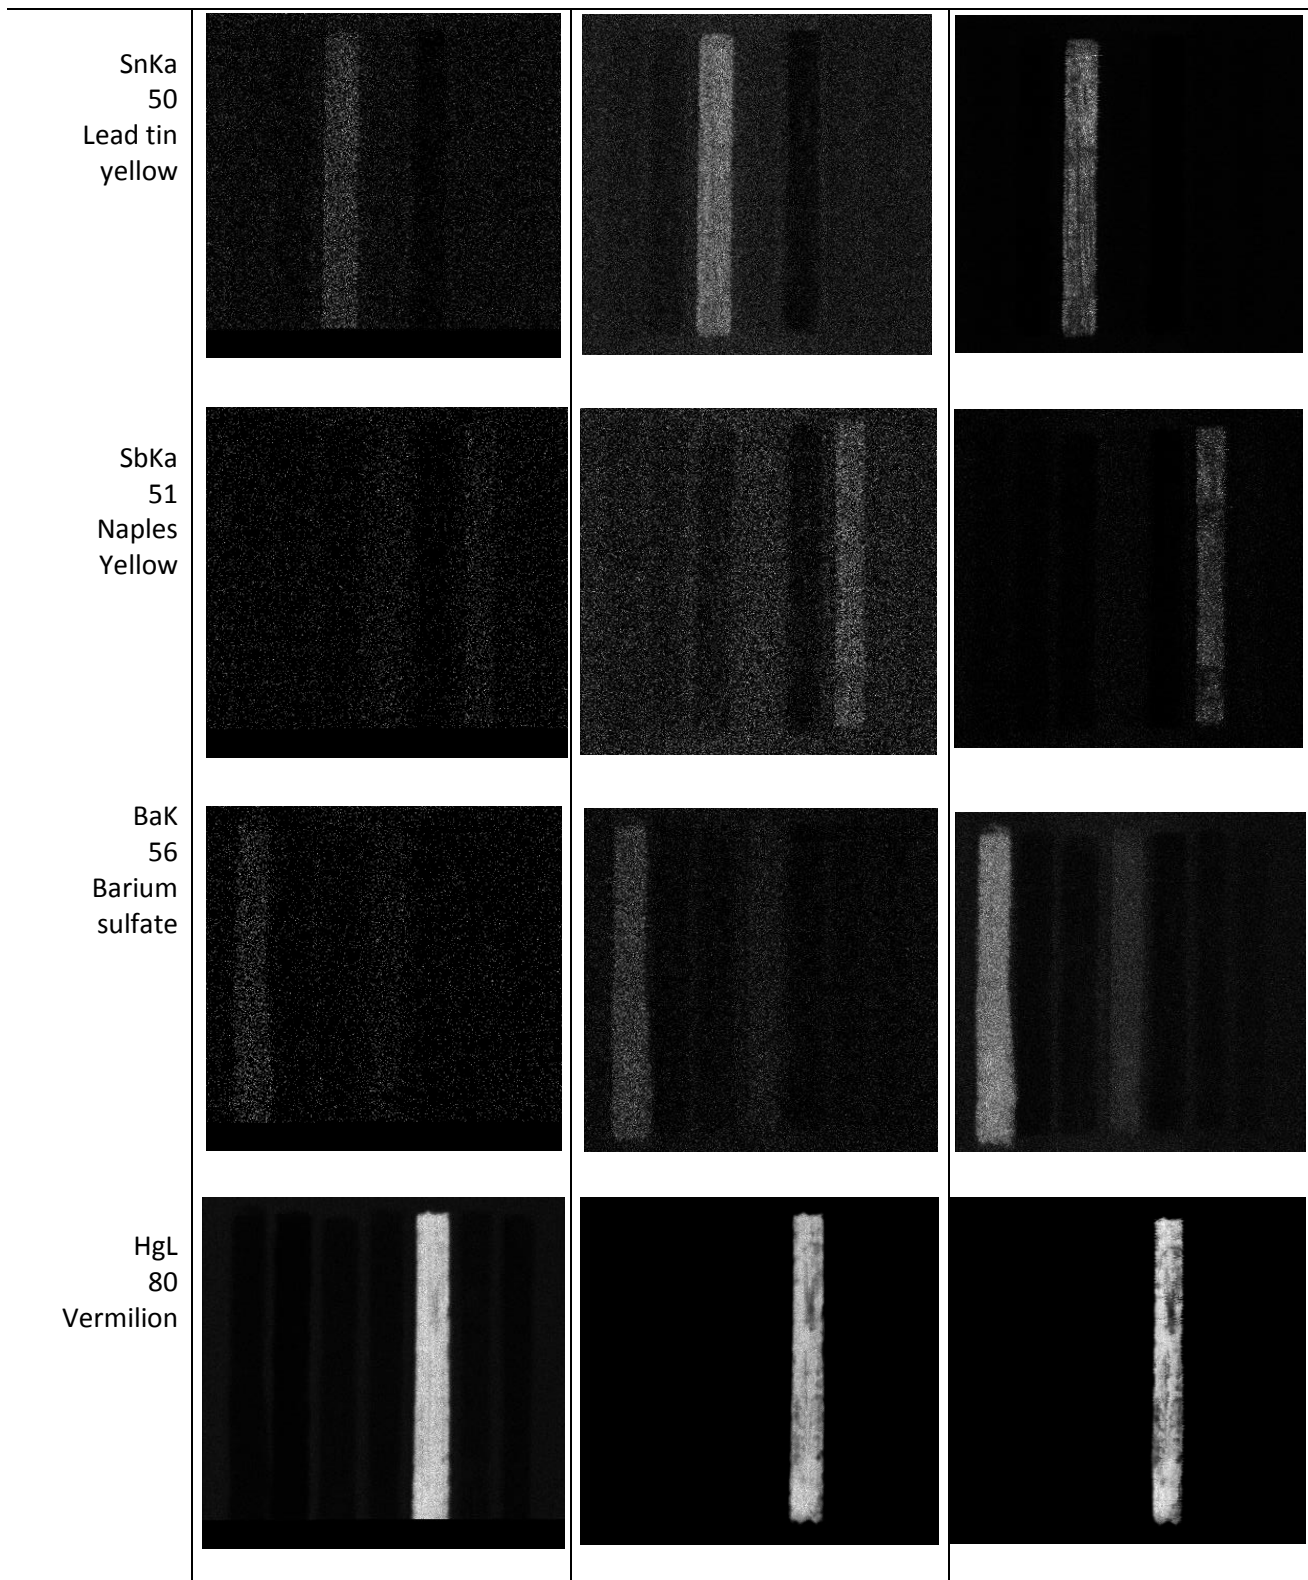 SnKa
50
Lead tin
yellow
SbKa
51
Naples
Yellow
BaK
56
Barium
sulfate
HgL
80
Vermilion